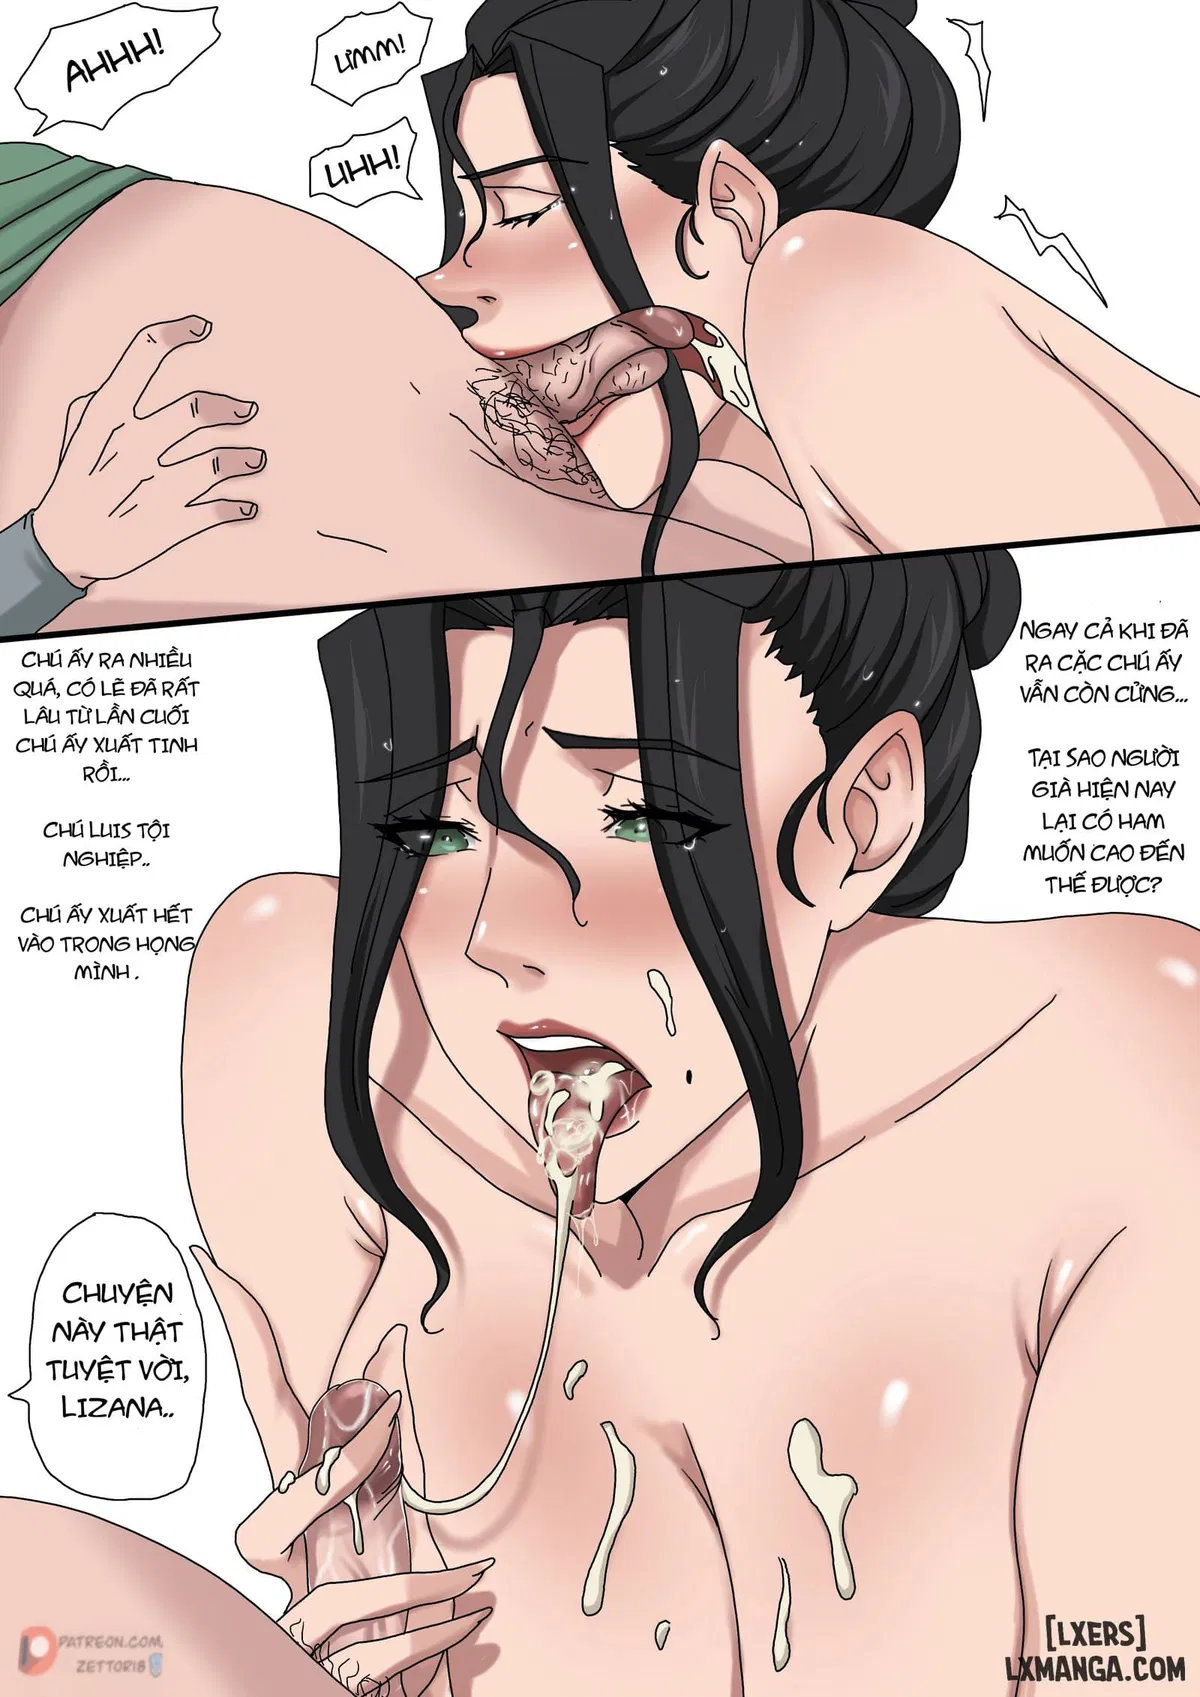 AHHH!
ƯMM!
UHH!
CHÚ ẤY RA NHIỀU
QUÁ, CÓ LẼ ĐÃ RẤT
LÂU TỪ LẦN CUỐI
CHÚ ẤY XUẤT TINH
RỒI...
CHÚ LUIS TỘI
NGHIỆP..
CHÚ ẤY XUẤT HẾT
VÀO TRONG HỌNG
MÌNH.
NGAY CẢ KHI ĐÃ
RA CẶC CHÚ ẤY
VẪN CÒN CỨNG...
TẠI SAO NGƯỜI
GIÀ HIỆN NAY
LẠI CÓ HAM
MUỐN CAO ĐẾN
THẾ ĐƯỢC?
CHUYỆN
NÀY THẬT
TUYỆT VỜI,
LIZANA..
PATREON.COM
ZETTORI8
[LXERS]
LXMANGA.COM